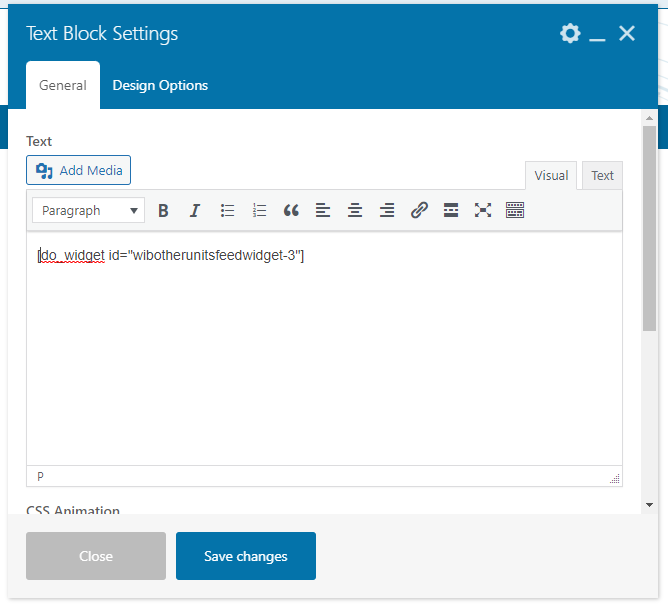 Text Block Settings
General
Design Options
Text
Add Media
Visual
Text
Paragraph
B
I
[do_widget id="wibotherunitsfeedwidget-3"]
P
CSS Animation
Close
Save changes